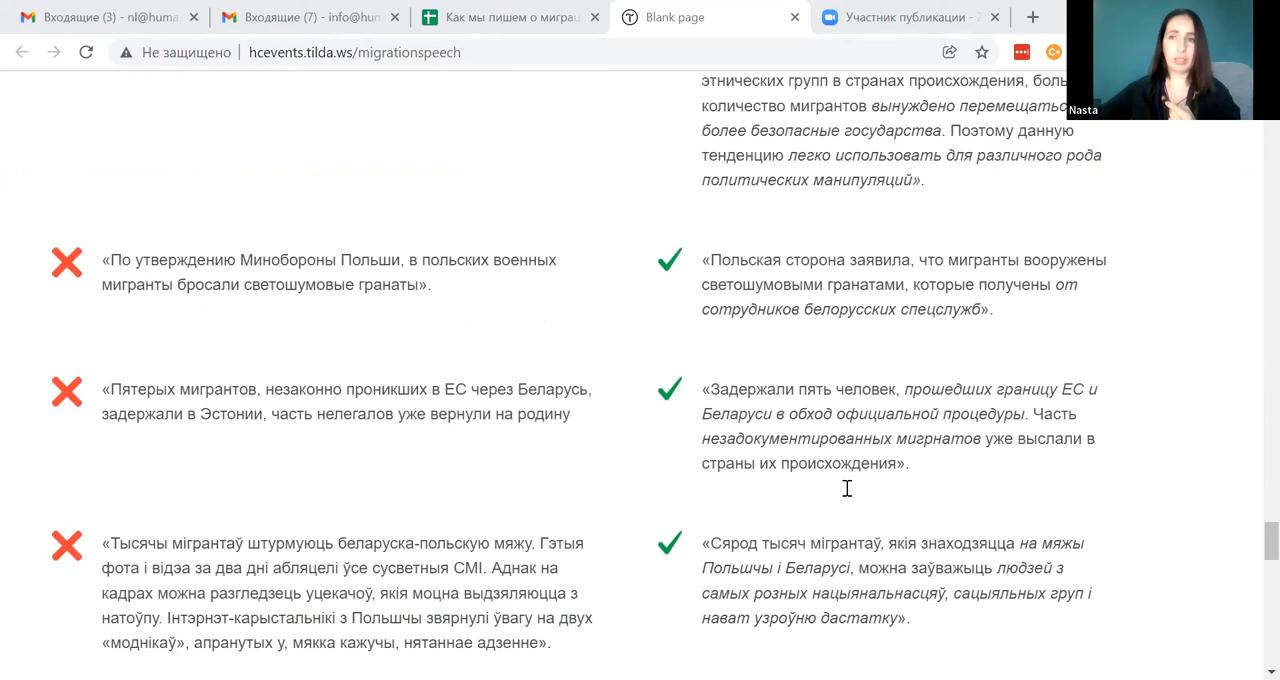 Входящие (3) - nl@huma
Входящие (7) - info@hun
Как мы пишем о миграц
Blank page
Участник публикации - Z
Не защищено
hcevents.tilda.ws/migrationspeech
Nasta
этнических групп в странах происхождения, боль
количество мигрантов вынуждено перемещатьс
более безопасные государства. Поэтому данную
тенденцию легко использовать для различного рода
политических манипуляций».
«По утверждению Минобороны Польши, в польских военных
мигранты бросали светошумовые гранаты».
«Польская сторона заявила, что мигранты вооружены
светошумовыми гранатами, которые получены от
сотрудников белорусских спецслужб».
«Пятерых мигрантов, незаконно проникших в ЕС через Беларусь,
задержали в Эстонии, часть нелегалов уже вернули на родину
«Задержали пять человек, прошедших границу ЕС и
Беларуси в обход официальной процедуры. Часть
незадокументированных мигрнатов уже выслали в
страны их происхождения».
«Тысячы мігрантаў штурмуюць беларуска-польскую мяжу. Гэтыя
фота і відэа за два дні абляцелі ўсе сусветныя СМІ. Аднак на
кадрах можна разгледзець уцекачоў, якія моцна выдзяляюцца з
натоўпу. Інтэрнэт-карыстальнікі з Польшчы звярнулі ўвагу на двух
«моднікаў», апранутых у, мякка кажучы, нятаннае адзенне».
«Сярод тысяч мігрантаў, якія знаходзяцца на мяжы
Польшчы і Беларусі, можна заўважыць людзей з
самых розных нацыянальнасцяў, сацыяльных груп і
нават узроўню дастатку».